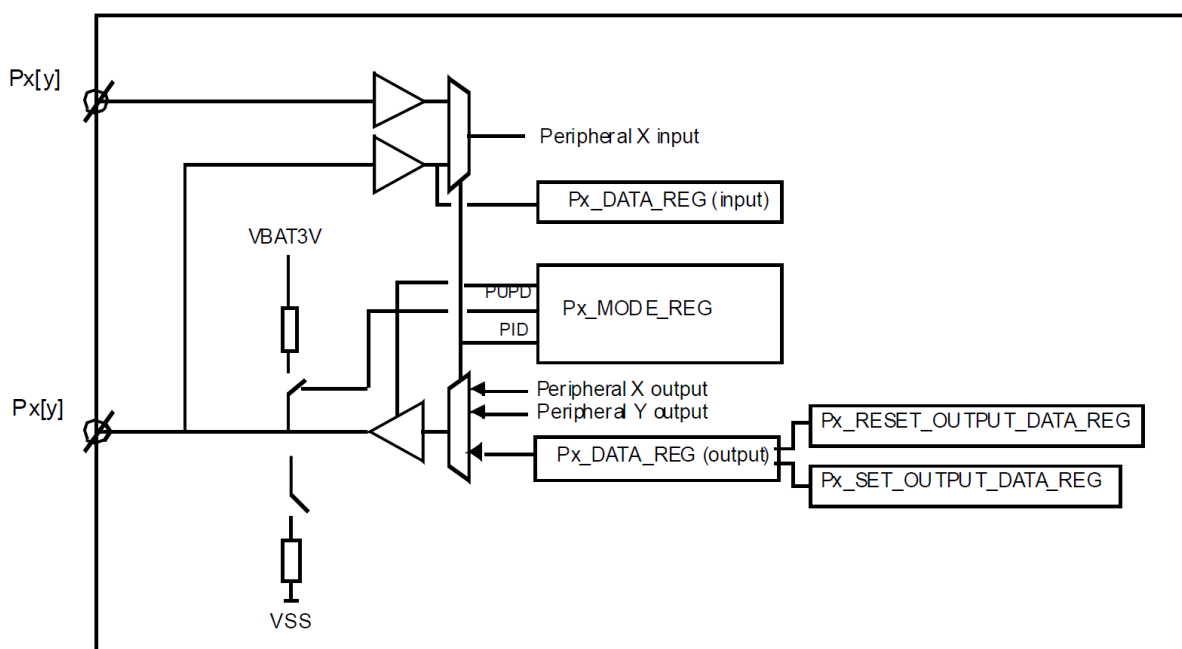 Px[y]
Peripheral X input
Px_DATA_REG (input)
VBAT3V
PUPD
Px_MODE_REG
PID
Peripheral X output
Px[y]
Peripheral Y output
Px_RESET_OUTPUT_DATA_REG
Px_DATA_REG (output)
Px_SET_OUTPUT_DATA_REG
VSS